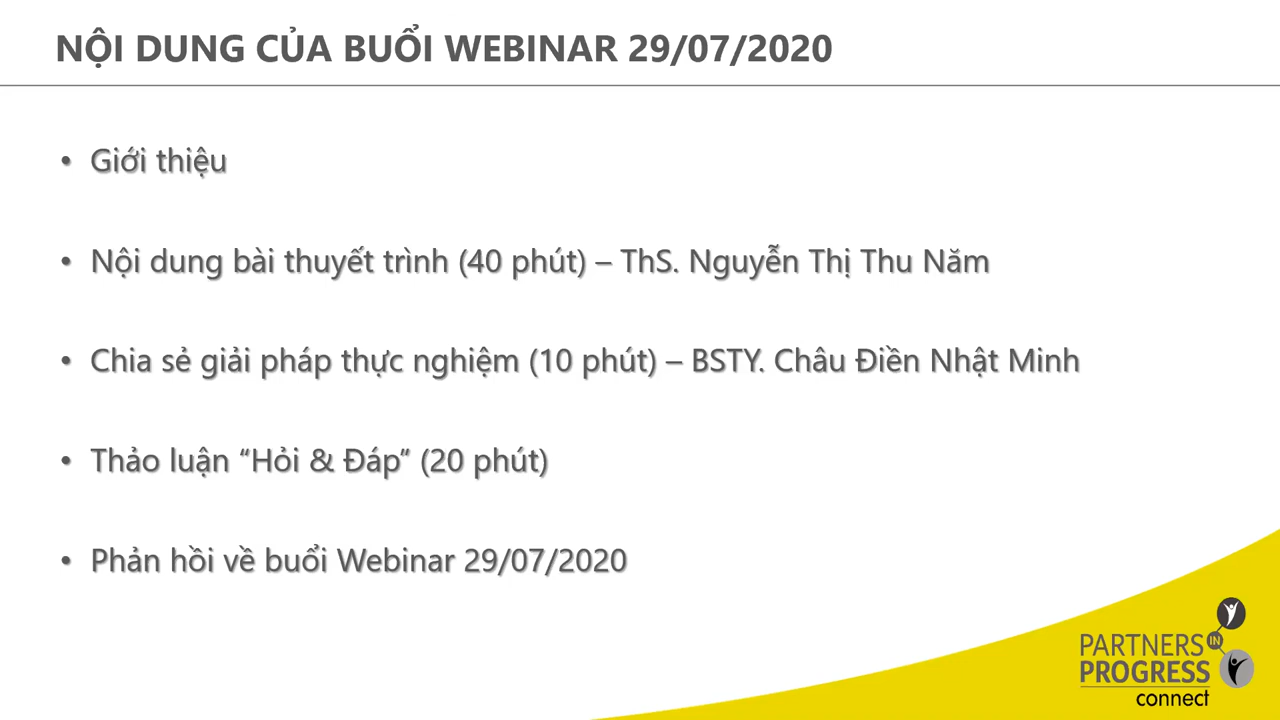 NỘI DUNG CỦA BUỔI WEBINAR 29/07/2020
• Giới thiệu
• Nội dung bài thuyết trình (40 phút) – ThS. Nguyễn Thị Thu Năm
• Chia sẻ giải pháp thực nghiệm (10 phút) – BSTY. Châu Điền Nhật Minh
• Thảo luận “Hỏi & Đáp” (20 phút)
• Phản hồi về buổi Webinar 29/07/2020
PARTNERS IN
PROGRESS
connect